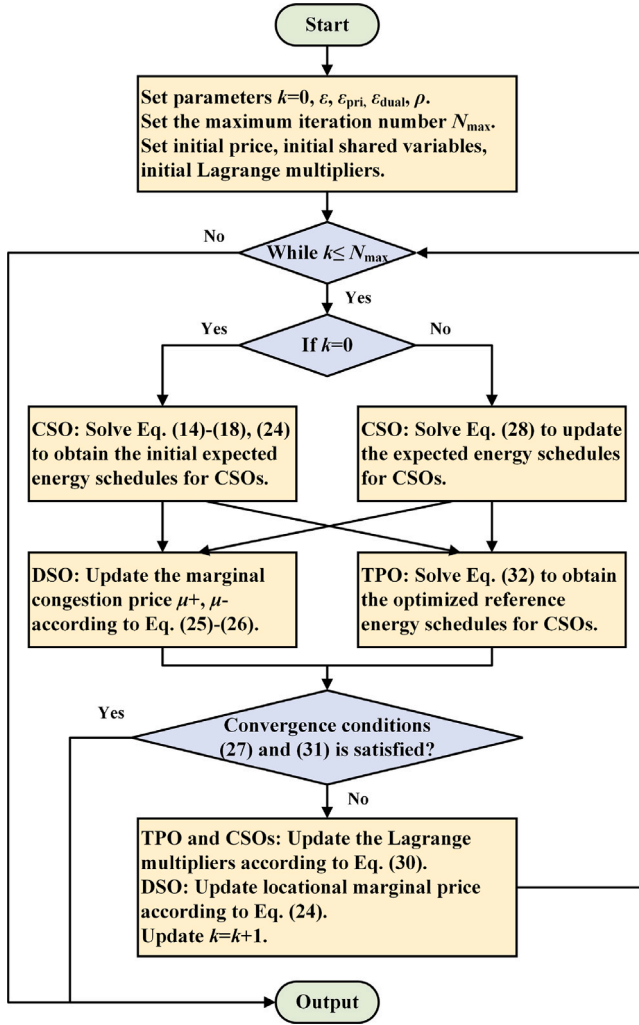 Start
Set parameters k=0, ε, εpri, εdual, ρ.
Set the maximum iteration number Nmax.
Set initial price, initial shared variables,
initial Lagrange multipliers.
No
While k≤ Nmax
Yes
Yes
If k=0
No
CSO: Solve Eq. (14)-(18), (24)
to obtain the initial expected
energy schedules for CSOs.
CSO: Solve Eq. (28) to update
the expected energy schedules
for CSOs.
DSO: Update the marginal
congestion price μ+, μ-
according to Eq. (25)-(26).
TPO: Solve Eq. (32) to obtain
the optimized reference
energy schedules for CSOs.
Yes
Convergence conditions
(27) and (31) is satisfied?
No
TPO and CSOs: Update the Lagrange
multipliers according to Eq. (30).
DSO: Update locational marginal price
according to Eq. (24).
Update k=k+1.
Output